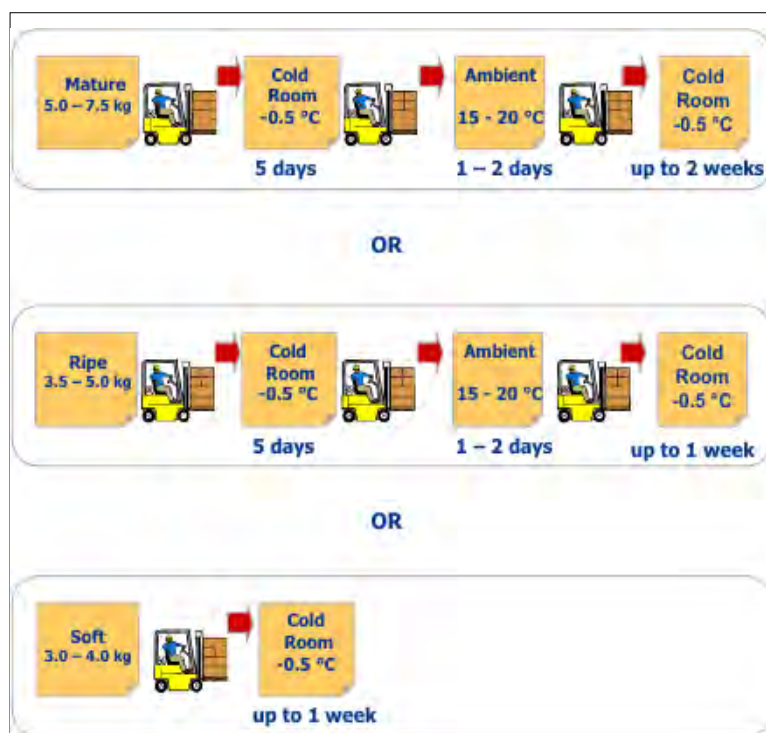 Mature
5.0 – 7.5 kg
Cold
Room
-0.5 °C
5 days
Ambient
15 - 20 °C
1 – 2 days
Cold
Room
-0.5 °C
up to 2 weeks
OR
Ripe
3.5 – 5.0 kg
Cold
Room
-0.5 °C
5 days
Ambient
15 - 20 °C
1 – 2 days
Cold
Room
-0.5 °C
up to 1 week
OR
Soft
3.0 – 4.0 kg
Cold
Room
-0.5 °C
up to 1 week